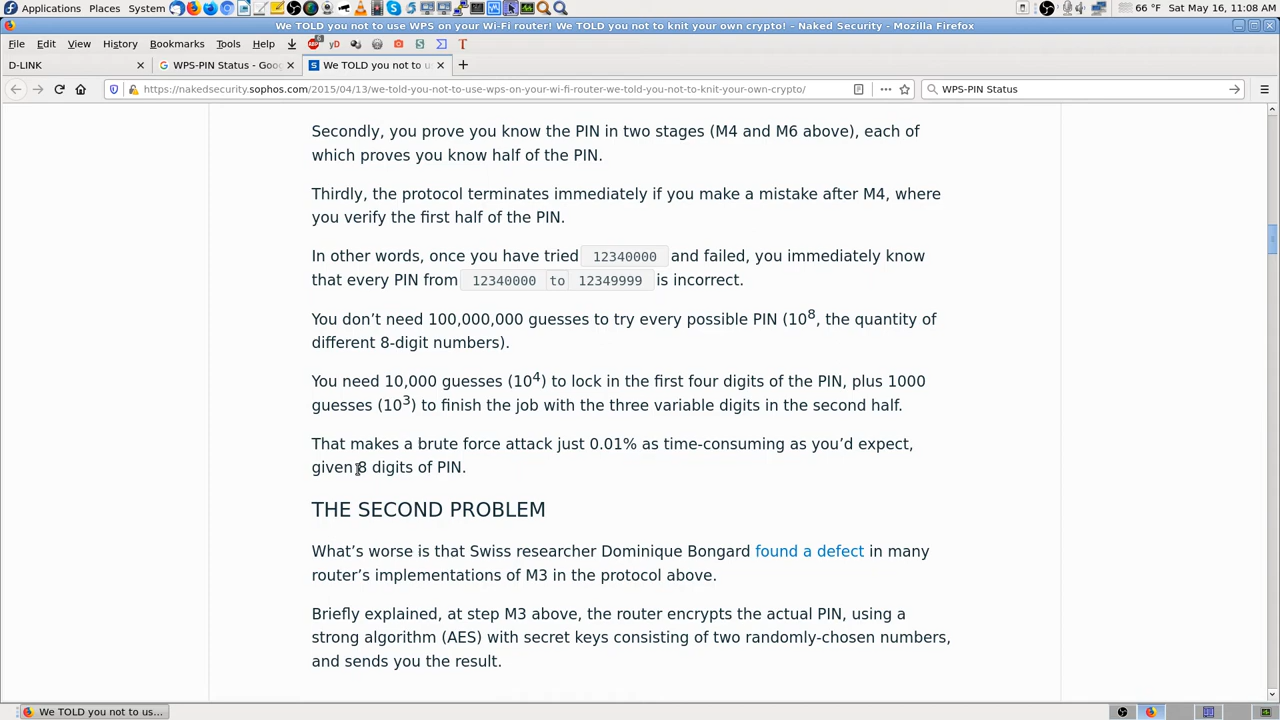 Applications Places System 66 °F Sat May 16, 11:08 AM
We TOLD you not to use WPS on your Wi-Fi router! We TOLD you not to knit your own crypto! – Naked Security - Mozilla Firefox
File Edit View History Bookmarks Tools Help
D-LINK WPS-PIN Status - Goo We TOLD you not to u
https://nakedsecurity.sophos.com/2015/04/13/we-told-you-not-to-use-wps-on-your-wi-fi-router-we-told-you-not-to-knit-your-own-crypto/ WPS-PIN Status
Secondly, you prove you know the PIN in two stages (M4 and M6 above), each of
which proves you know half of the PIN.
Thirdly, the protocol terminates immediately if you make a mistake after M4, where
you verify the first half of the PIN.
In other words, once you have tried 12340000 and failed, you immediately know
that every PIN from 12340000 to 12349999 is incorrect.
You don’t need 100,000,000 guesses to try every possible PIN (10⁸, the quantity of
different 8-digit numbers).
You need 10,000 guesses (10⁴) to lock in the first four digits of the PIN, plus 1000
guesses (10³) to finish the job with the three variable digits in the second half.
That makes a brute force attack just 0.01% as time-consuming as you’d expect,
given 8 digits of PIN.
THE SECOND PROBLEM
What’s worse is that Swiss researcher Dominique Bongard found a defect in many
router’s implementations of M3 in the protocol above.
Briefly explained, at step M3 above, the router encrypts the actual PIN, using a
strong algorithm (AES) with secret keys consisting of two randomly-chosen numbers,
and sends you the result.
We TOLD you not to us...